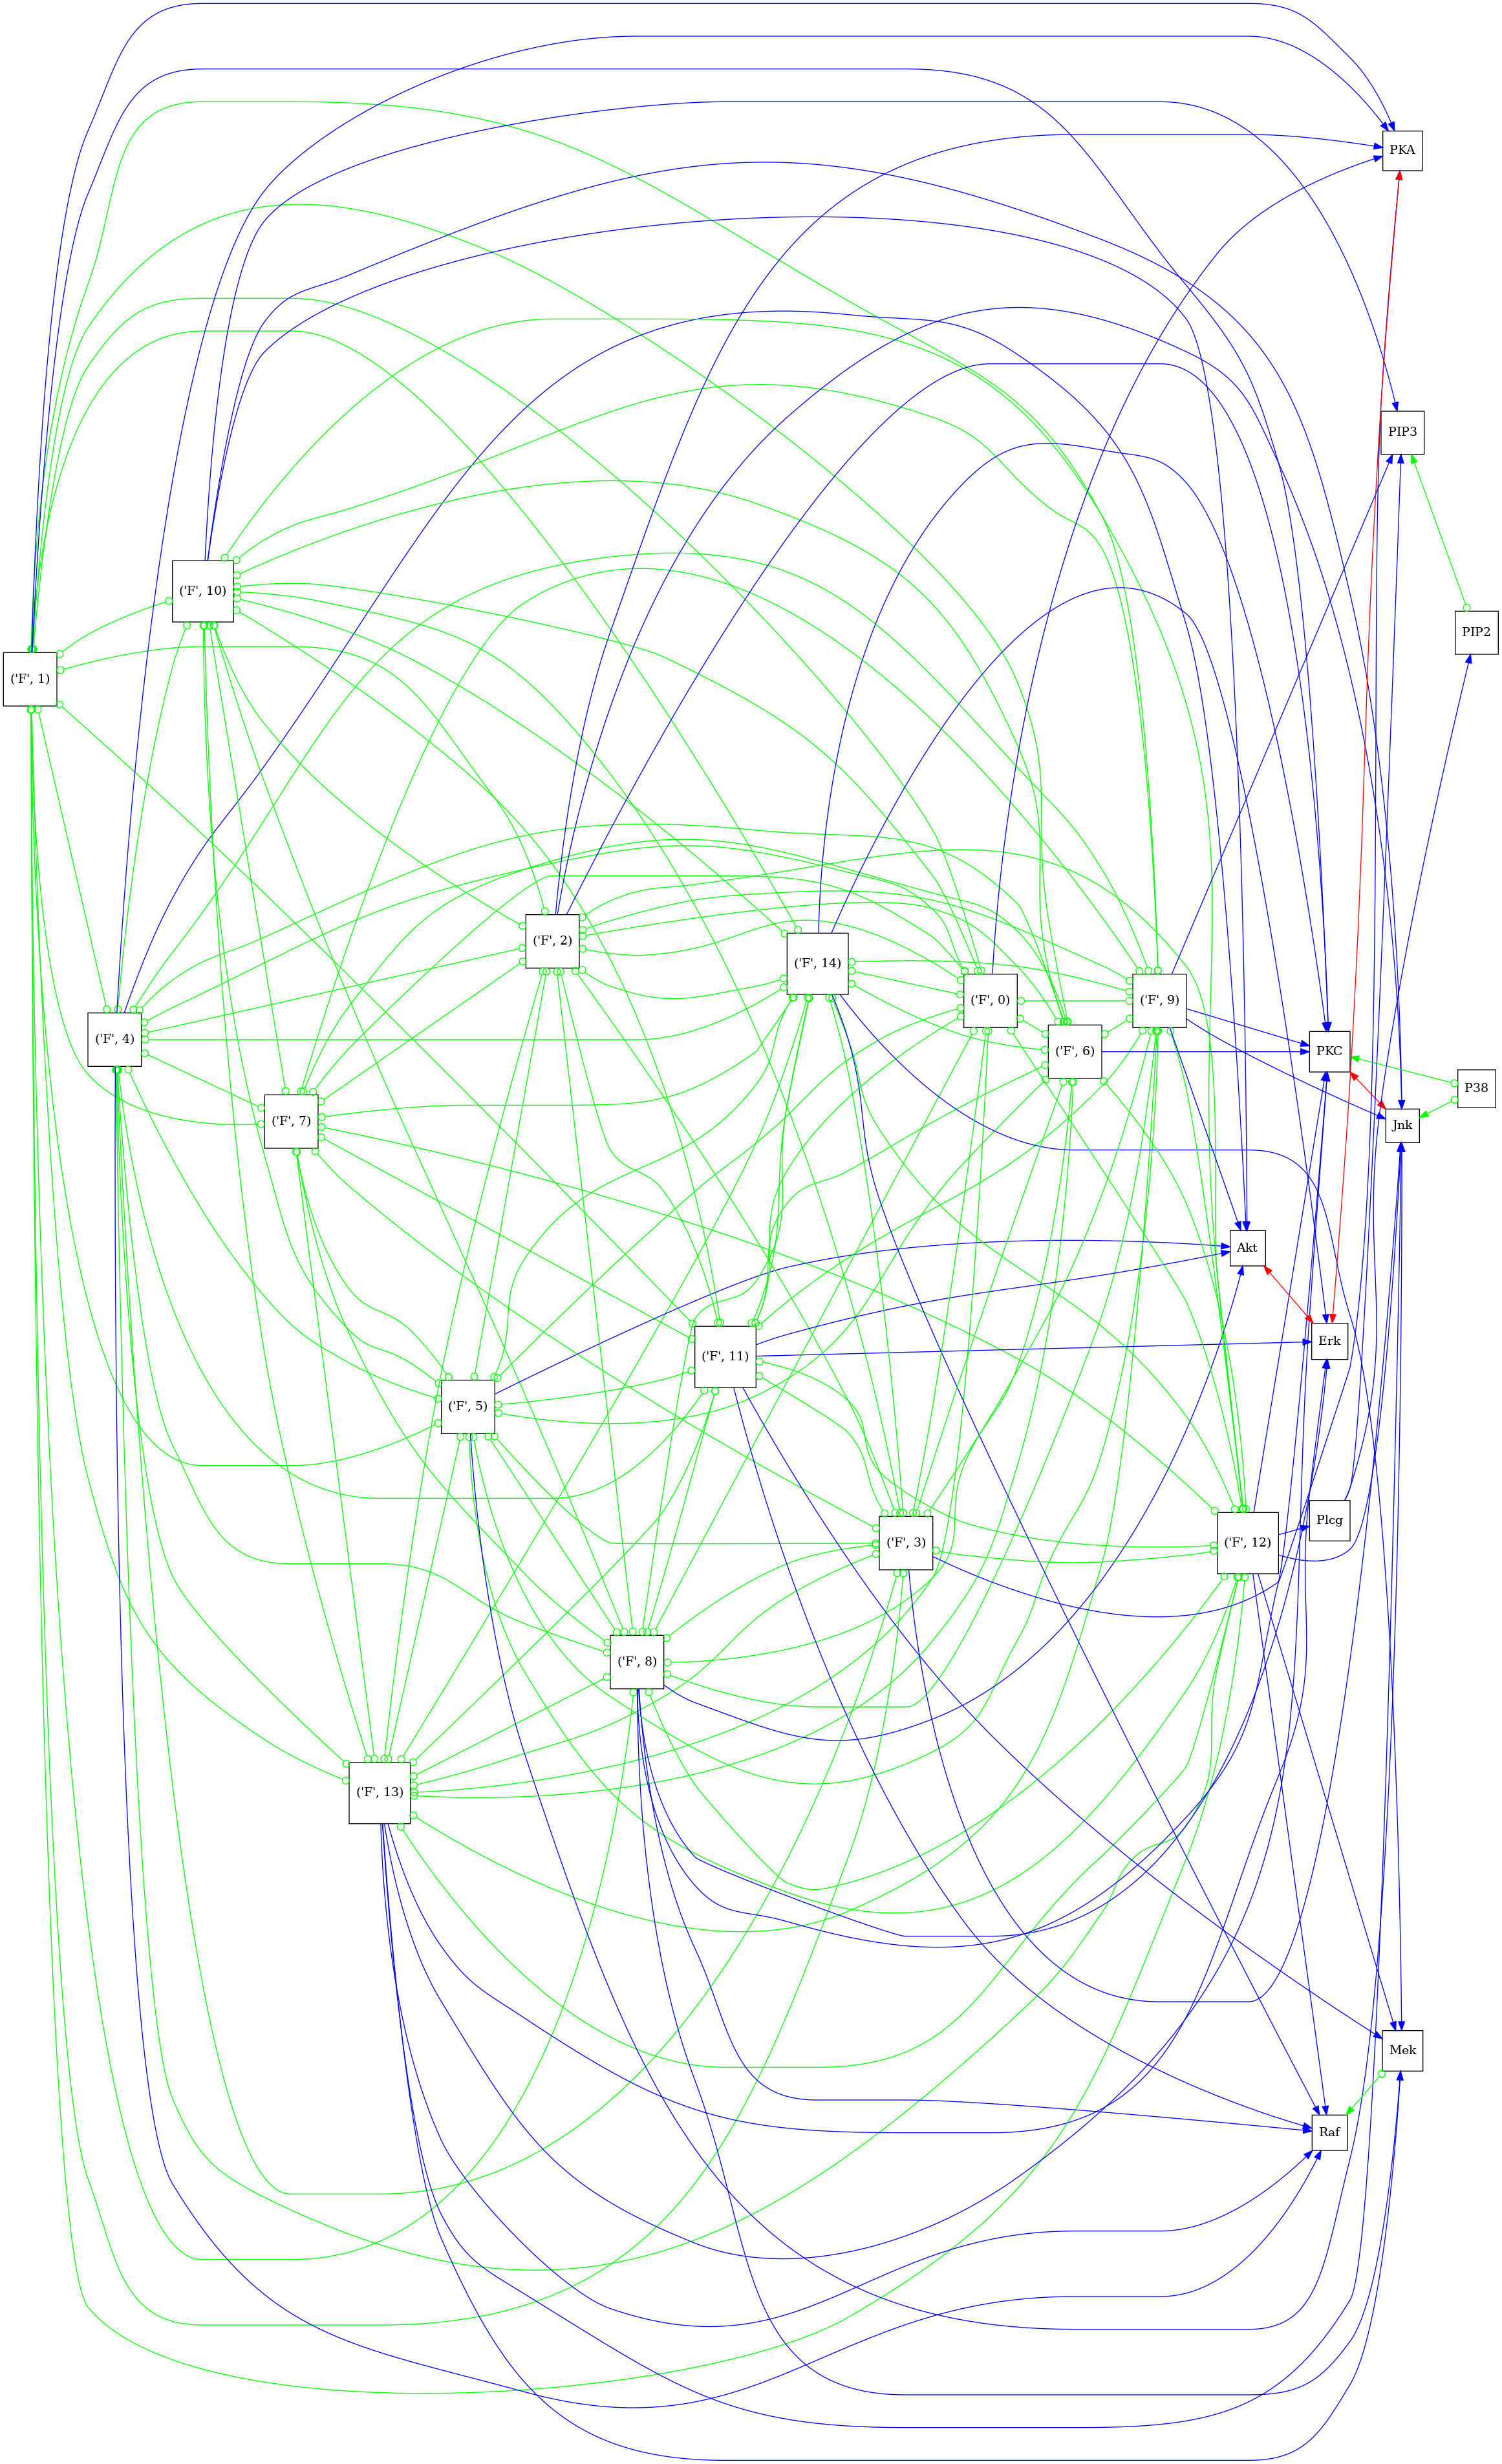 PKA
PIP3
('F', 10)
PIP2
('F', 1)
('F', 2)
('F', 14)
('F', 0)
('F', 9)
('F', 4)
('F', 6)
PKC
P38
('F', 7)
Jnk
Akt
Erk
('F', 11)
('F', 5)
Plcg
('F', 3)
('F', 12)
('F', 8)
('F', 13)
Mek
Raf